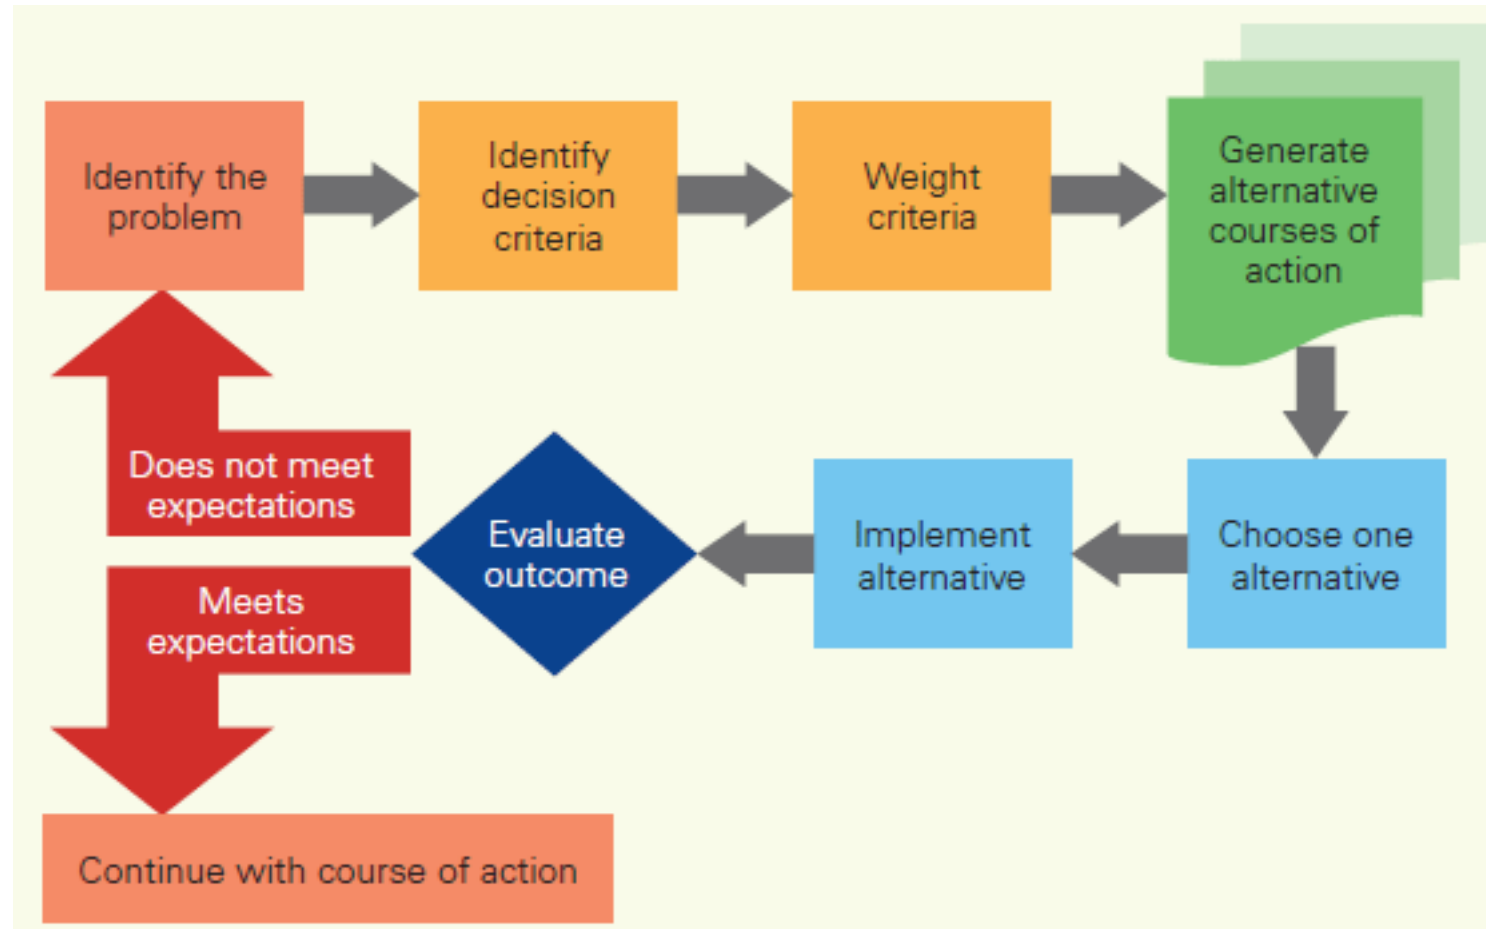 Identify the
problem
Identify
decision
criteria
Weight
criteria
Generate
alternative
courses of
action
Choose one
alternative
Implement
alternative
Evaluate
outcome
Does not meet
expectations
Meets
expectations
Continue with course of action